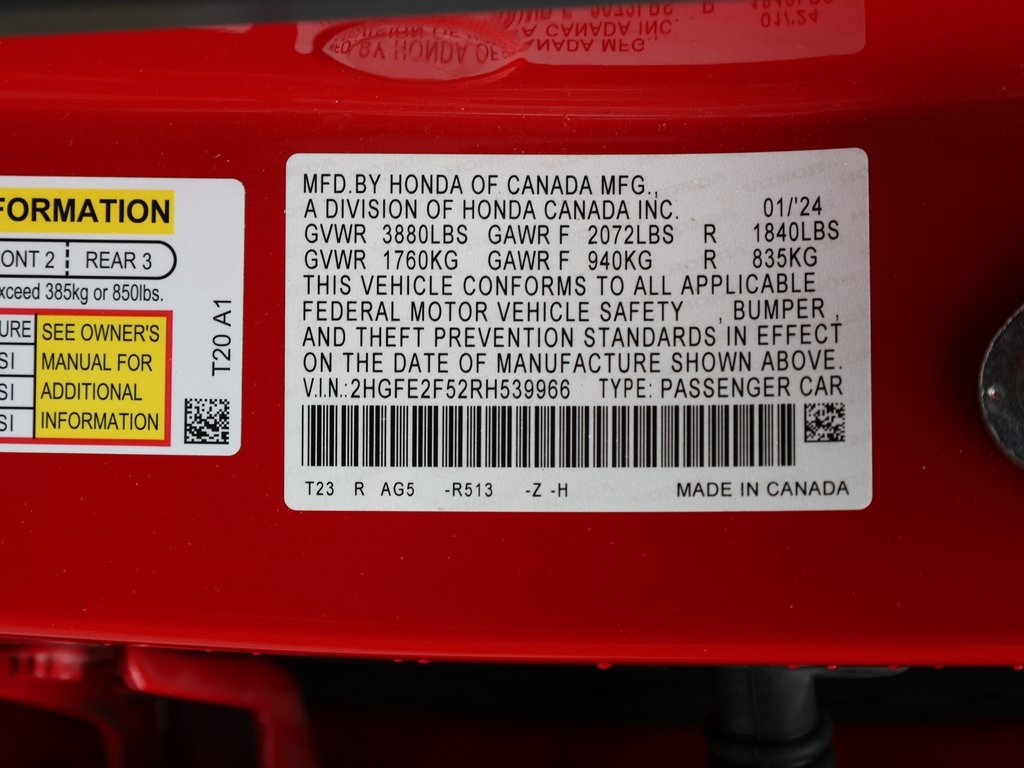 FORMATION
ONT 2 REAR 3
xceed 385kg or 850lbs.
URE SEE OWNER'S
SI MANUAL FOR
SI ADDITIONAL
SI INFORMATION
T20 A1
MFD.BY HONDA OF CANADA MFG.,
A DIVISION OF HONDA CANADA INC. 01/'24
GVWR 3880LBS GAWR F 2072LBS R 1840LBS
GVWR 1760KG GAWR F 940KG R 835KG
THIS VEHICLE CONFORMS TO ALL APPLICABLE
FEDERAL MOTOR VEHICLE SAFETY , BUMPER ,
AND THEFT PREVENTION STANDARDS IN EFFECT
ON THE DATE OF MANUFACTURE SHOWN ABOVE.
V.I.N.:2HGFE2F52RH539966 TYPE: PASSENGER CAR
T23 R AG5 -R513 -Z -H MADE IN CANADA